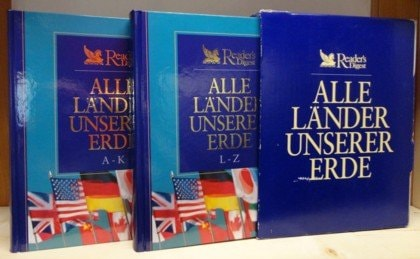 Reader's
Digest
ALLE
LÄNDER
UNSERER
ERDE
A-K
Reader's
Digest
ALLE
LÄNDER
UNSERER
ERDE
L-Z
Reader's
Digest
ALLE
LÄNDER
UNSERER
ERDE